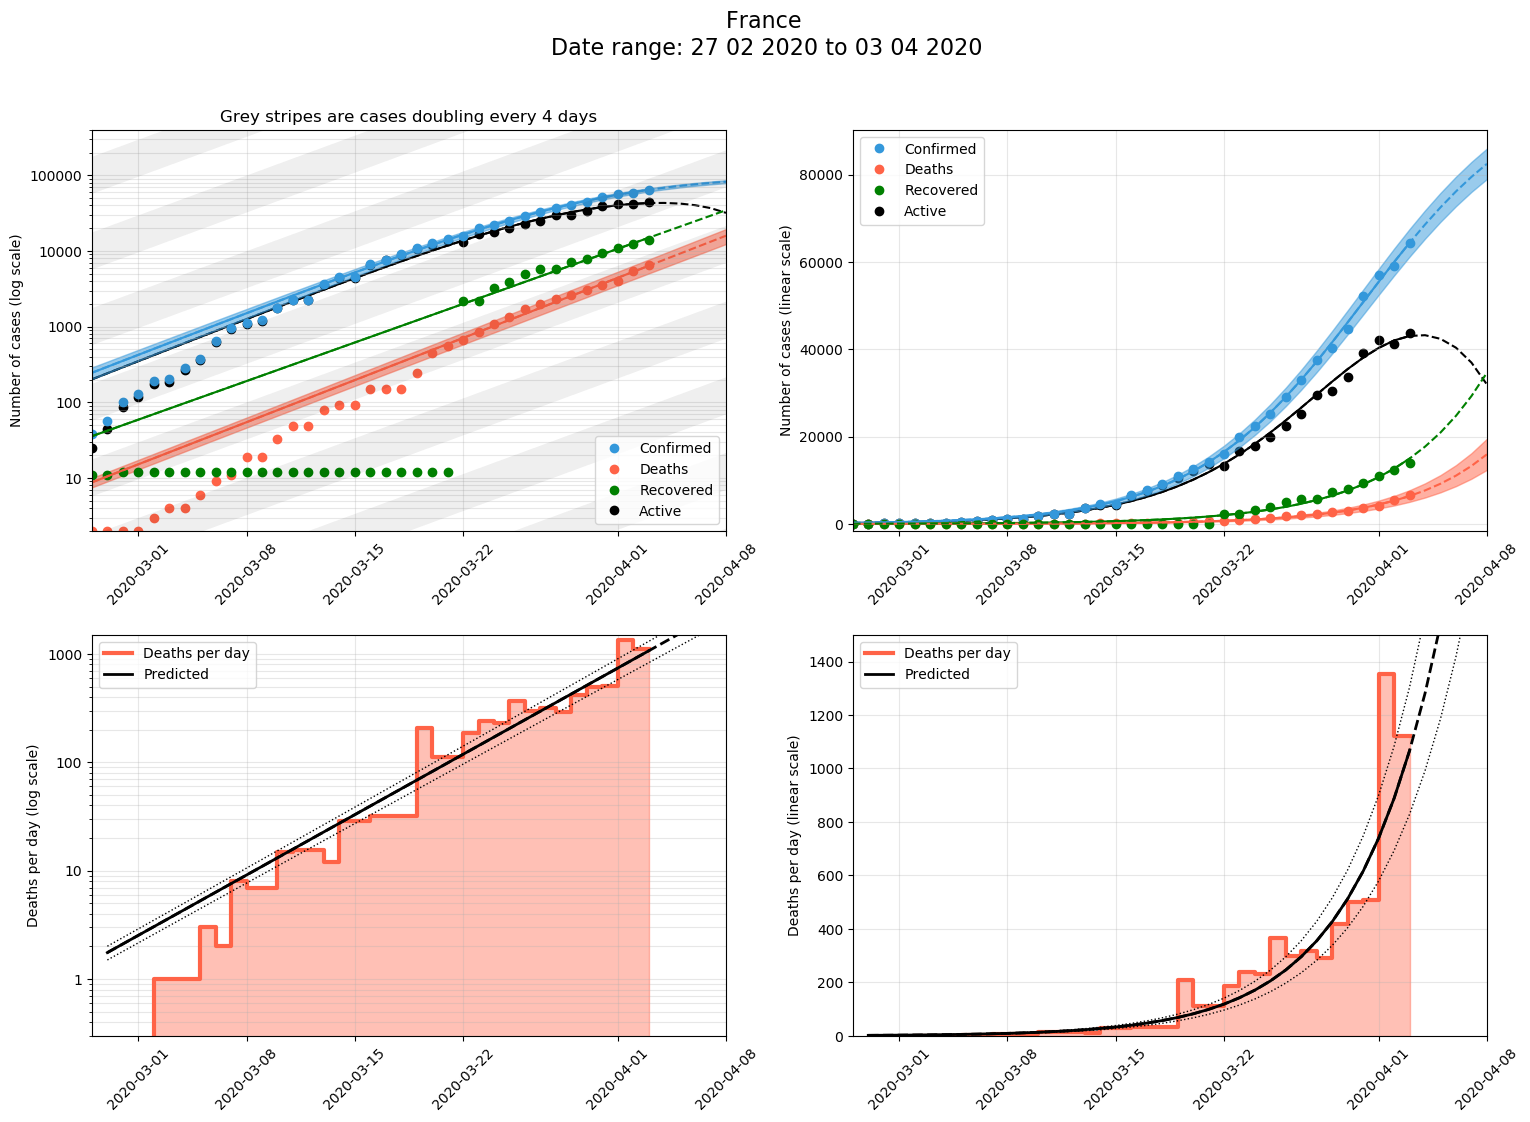 France
Date range: 27 02 2020 to 03 04 2020
Grey stripes are cases doubling every 4 days
Number of cases (log scale)
100000
10000
1000
100
10
Confirmed
Deaths
Recovered
Active
2020-03-01
2020-03-08
2020-03-15
2020-03-22
2020-04-01
2020-04-08
Number of cases (linear scale)
80000
60000
40000
20000
0
Confirmed
Deaths
Recovered
Active
2020-03-01
2020-03-08
2020-03-15
2020-03-22
2020-04-01
2020-04-08
Deaths per day (log scale)
1000
100
10
1
Deaths per day
Predicted
2020-03-01
2020-03-08
2020-03-15
2020-03-22
2020-04-01
2020-04-08
Deaths per day (linear scale)
1400
1200
1000
800
600
400
200
0
Deaths per day
Predicted
2020-03-01
2020-03-08
2020-03-15
2020-03-22
2020-04-01
2020-04-08